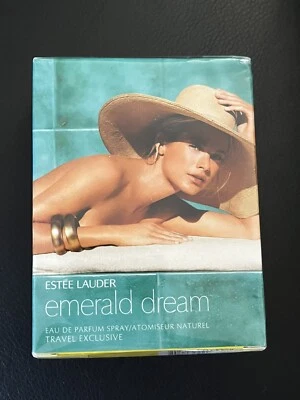 ESTĒE LAUDER
emerald dream
EAU DE PARFUM SPRAY/ATOMISEUR NATUREL
TRAVEL EXCLUSIVE